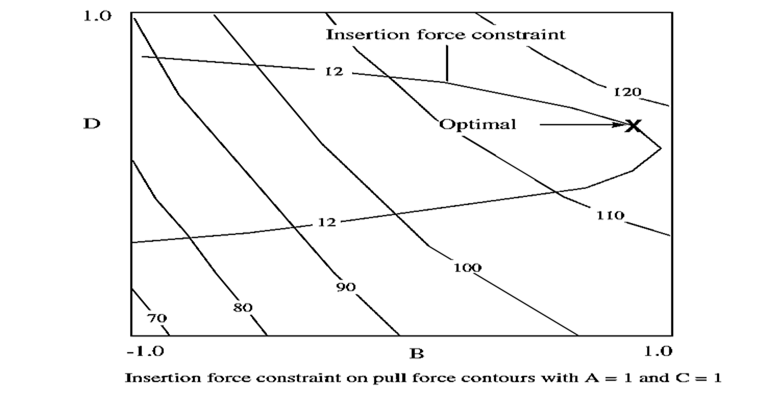 1.0
Insertion force constraint
12
120
D
Optimal
12
110
100
90
80
70
-1.0
B
1.0
Insertion force constraint on pull force contours with A = 1 and C = 1